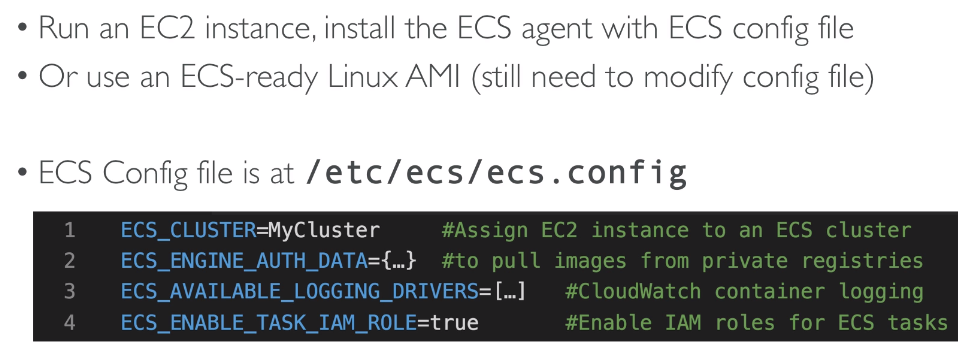 • Run an EC2 instance, install the ECS agent with ECS config file
• Or use an ECS-ready Linux AMI (still need to modify config file)
• ECS Config file is at /etc/ecs/ecs.config
1 ECS_CLUSTER=MyCluster #Assign EC2 instance to an ECS cluster
2 ECS_ENGINE_AUTH_DATA={…} #to pull images from private registries
3 ECS_AVAILABLE_LOGGING_DRIVERS=[…] #CloudWatch container logging
4 ECS_ENABLE_TASK_IAM_ROLE=true #Enable IAM roles for ECS tasks